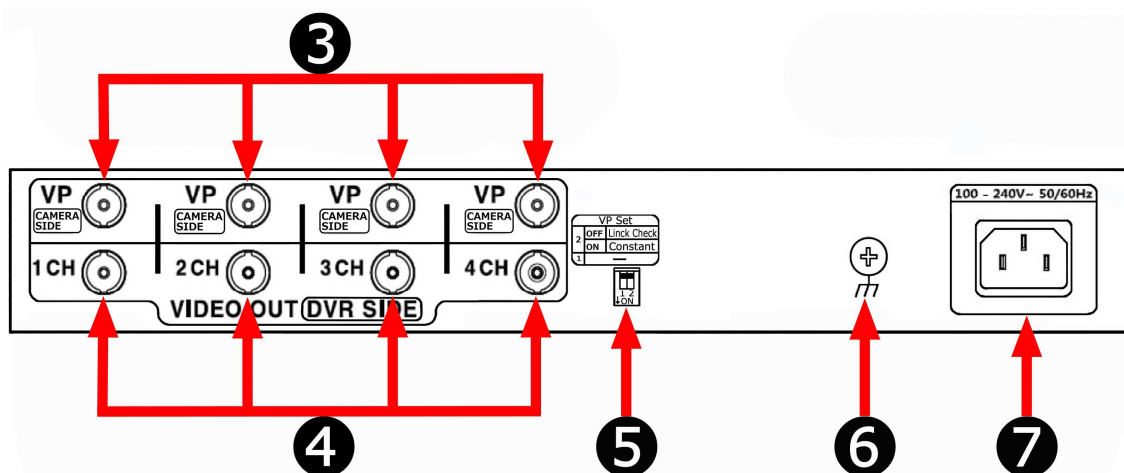 3
VP VP VP VP
CAMERA SIDE CAMERA SIDE CAMERA SIDE CAMERA SIDE
1 CH 2 CH 3 CH 4 CH
VIDEO OUT DVR SIDE
VP Set
2 OFF Linck Check
ON Constant
1 —
1 2
↓ON
100 - 240V~ 50/60Hz
4
5
6
7